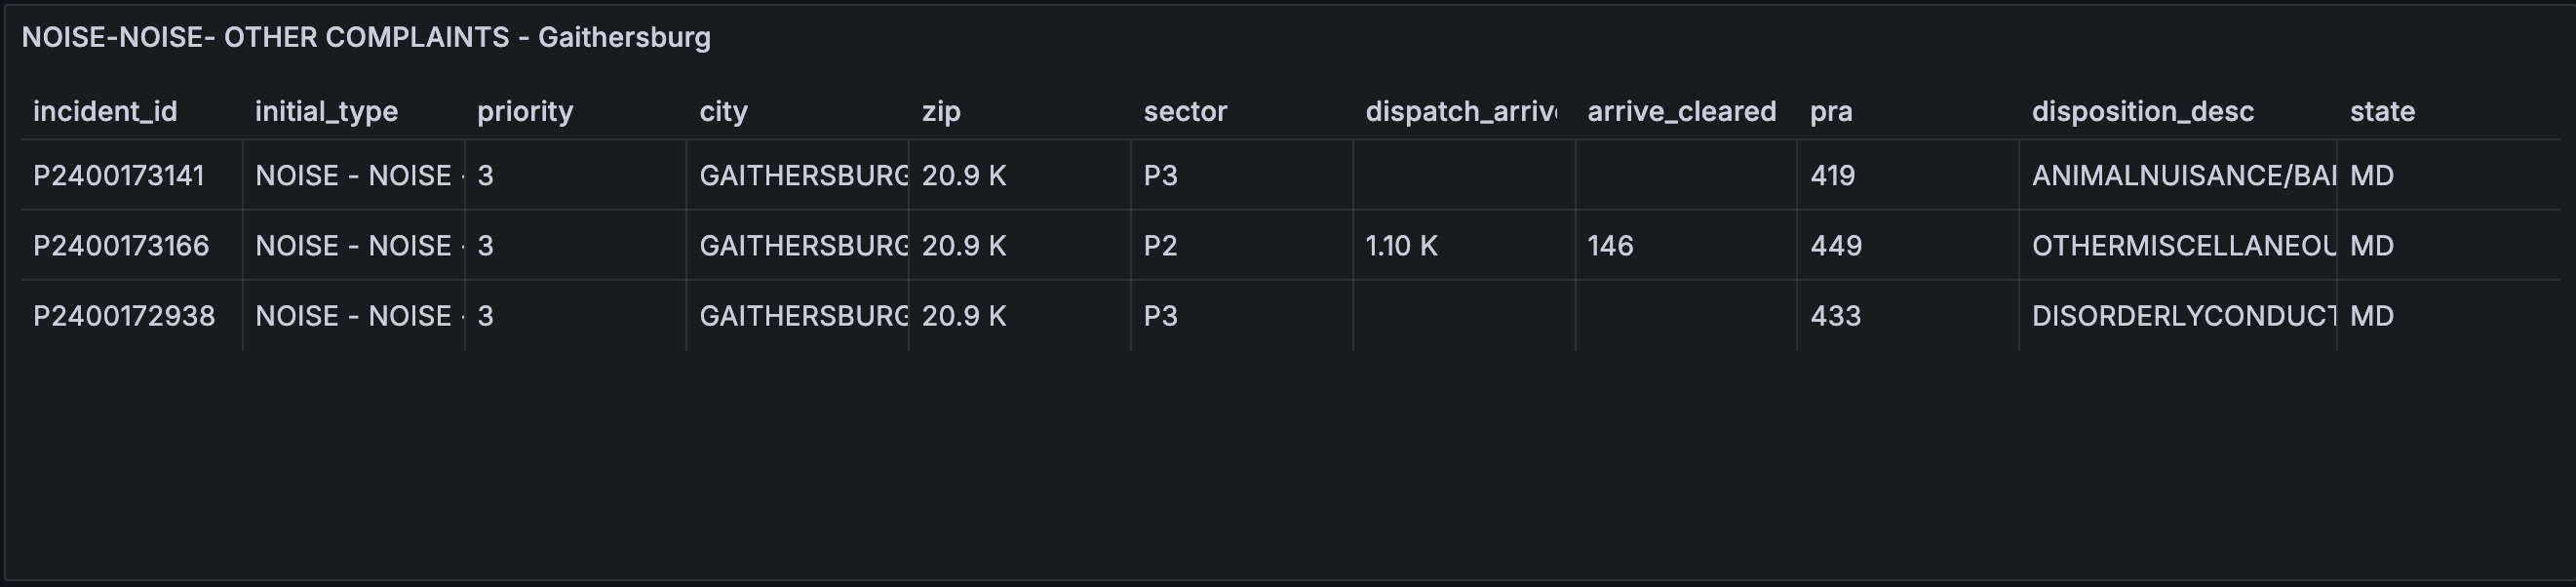 NOISE-NOISE- OTHER COMPLAINTS - Gaithersburg
incident_id initial_type priority city zip sector dispatch_arriv arrive_cleared pra disposition_desc state
P2400173141 NOISE - NOISE - 3 GAITHERSBURG 20.9 K P3 419 ANIMALNUISANCE/BA MD
P2400173166 NOISE - NOISE - 3 GAITHERSBURG 20.9 K P2 1.10 K 146 449 OTHERMISCELLANEOU MD
P2400172938 NOISE - NOISE - 3 GAITHERSBURG 20.9 K P3 433 DISORDERLYCONDUCT MD